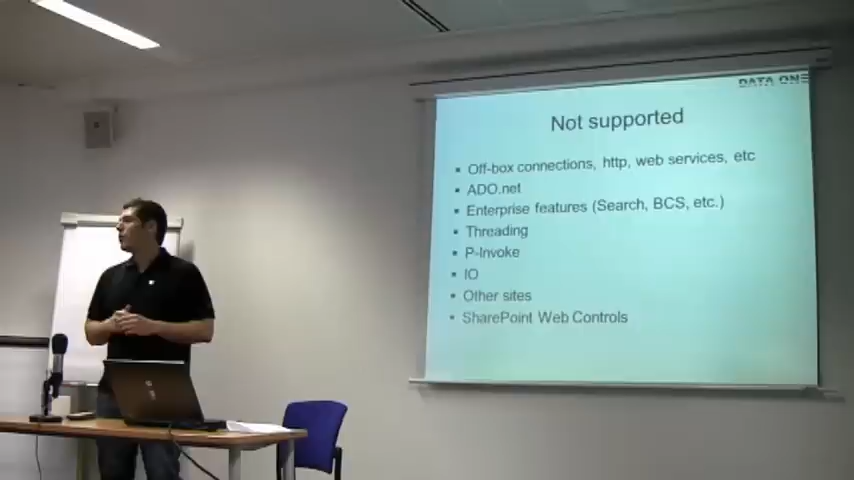 DATA ONE
Not supported
Off-box connections, http, web services, etc
ADO.net
Enterprise features (Search, BCS, etc.)
Threading
P-Invoke
IO
Other sites
SharePoint Web Controls